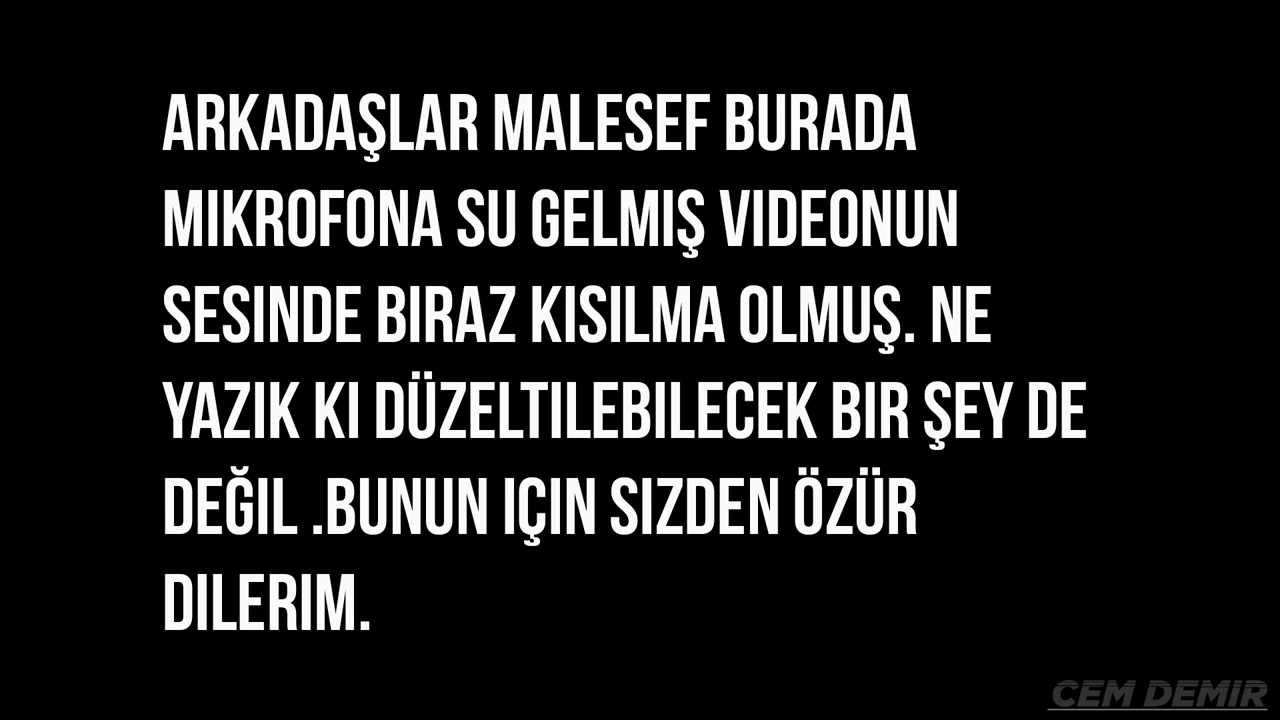 ARKADAŞLAR MALESEF BURADA
MIKROFONA SU GELMIŞ VIDEONUN
SESINDE BIRAZ KISILMA OLMUŞ. NE
YAZIK KI DÜZELTILEBILECEK BIR ŞEY DE
DEĞIL .BUNUN IÇIN SIZDEN ÖZÜR
DILERIM.
CEM DEMİR